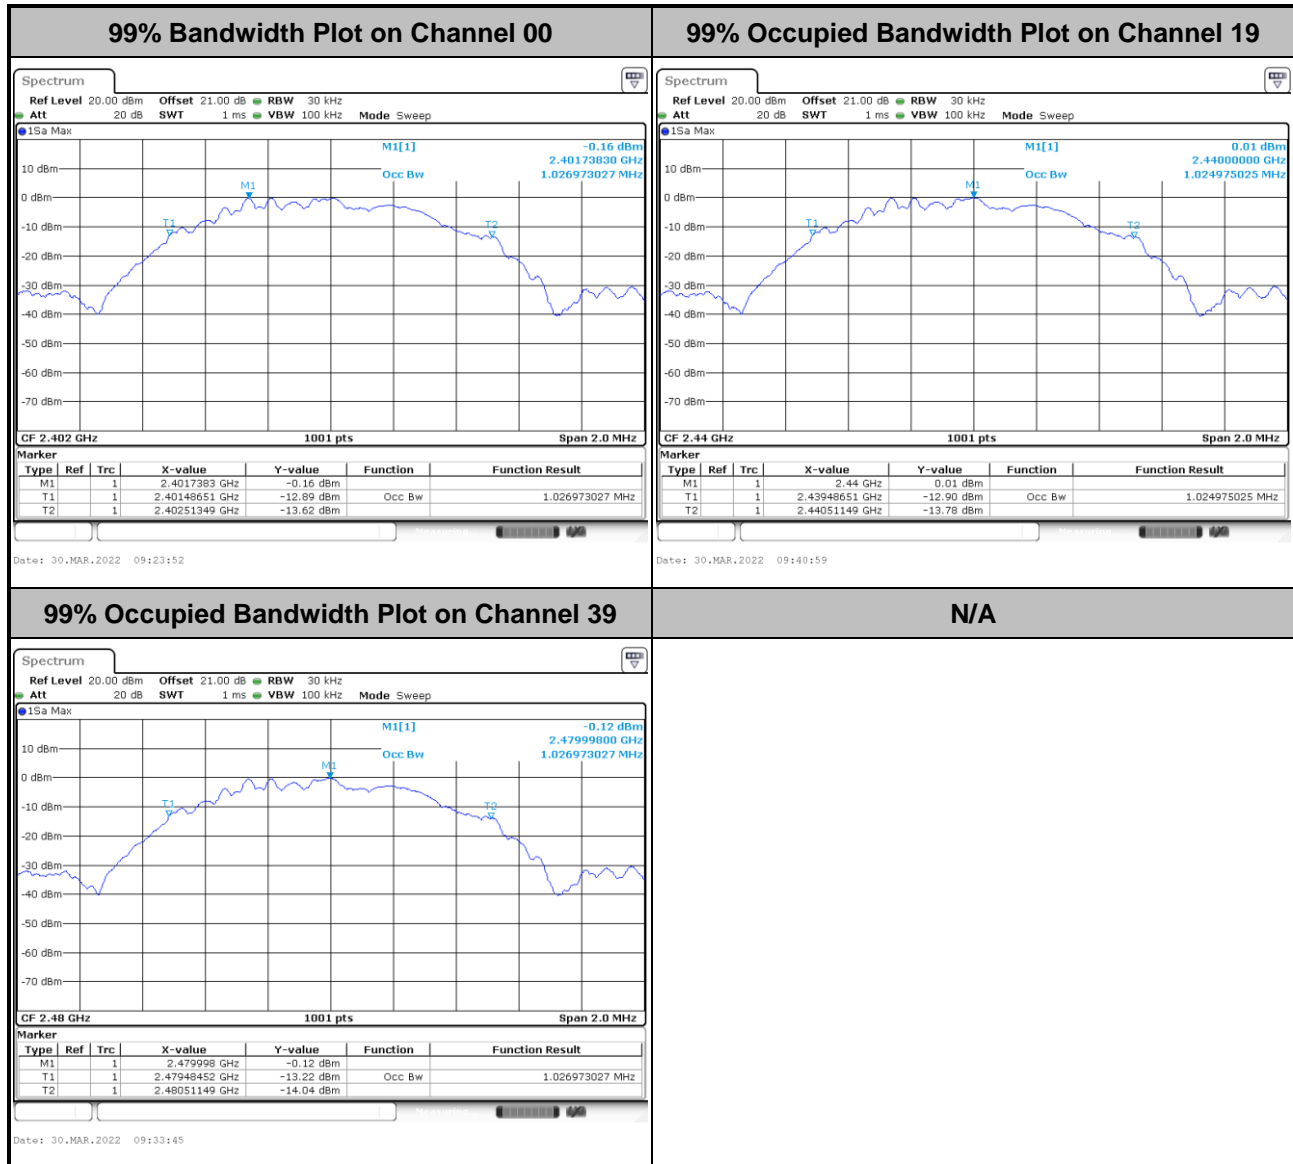 99% Bandwidth Plot on Channel 00
Spectrum
Ref Level 20.00 dBm Offset 21.00 dB RBW 30 kHz
Att 20 dB SWT 1 ms VBW 100 kHz Mode Sweep
1Sa Max
M1[1] -0.16 dBm
2.40173830 GHz
Occ Bw 1.026973027 MHz
10 dBm
0 dBm
-10 dBm
-20 dBm
-30 dBm
-40 dBm
-50 dBm
-60 dBm
-70 dBm
M1
T1
T2
CF 2.402 GHz 1001 pts Span 2.0 MHz
Marker
Type Ref Trc X-value Y-value Function Function Result
M1 1 2.4017383 GHz -0.16 dBm
T1 1 2.40148651 GHz -12.89 dBm Occ Bw 1.026973027 MHz
T2 1 2.40251349 GHz -13.62 dBm
Date: 30.MAR.2022 09:23:52
99% Occupied Bandwidth Plot on Channel 19
Spectrum
Ref Level 20.00 dBm Offset 21.00 dB RBW 30 kHz
Att 20 dB SWT 1 ms VBW 100 kHz Mode Sweep
1Sa Max
M1[1] 0.01 dBm
2.44000000 GHz
Occ Bw 1.024975025 MHz
10 dBm
0 dBm
-10 dBm
-20 dBm
-30 dBm
-40 dBm
-50 dBm
-60 dBm
-70 dBm
M1
T1
T2
CF 2.44 GHz 1001 pts Span 2.0 MHz
Marker
Type Ref Trc X-value Y-value Function Function Result
M1 1 2.44 GHz 0.01 dBm
T1 1 2.43948651 GHz -12.90 dBm Occ Bw 1.024975025 MHz
T2 1 2.44051149 GHz -13.78 dBm
Measuring
Date: 30.MAR.2022 09:40:59
99% Occupied Bandwidth Plot on Channel 39
Spectrum
Ref Level 20.00 dBm Offset 21.00 dB RBW 30 kHz
Att 20 dB SWT 1 ms VBW 100 kHz Mode Sweep
1Sa Max
M1[1] -0.12 dBm
2.47999800 GHz
Occ Bw 1.026973027 MHz
10 dBm
0 dBm
-10 dBm
-20 dBm
-30 dBm
-40 dBm
-50 dBm
-60 dBm
-70 dBm
M1
T1
T2
CF 2.48 GHz 1001 pts Span 2.0 MHz
Marker
Type Ref Trc X-value Y-value Function Function Result
M1 1 2.479998 GHz -0.12 dBm
T1 1 2.47948452 GHz -13.22 dBm Occ Bw 1.026973027 MHz
T2 1 2.48051149 GHz -14.04 dBm
Measuring
Date: 30.MAR.2022 09:33:45
N/A